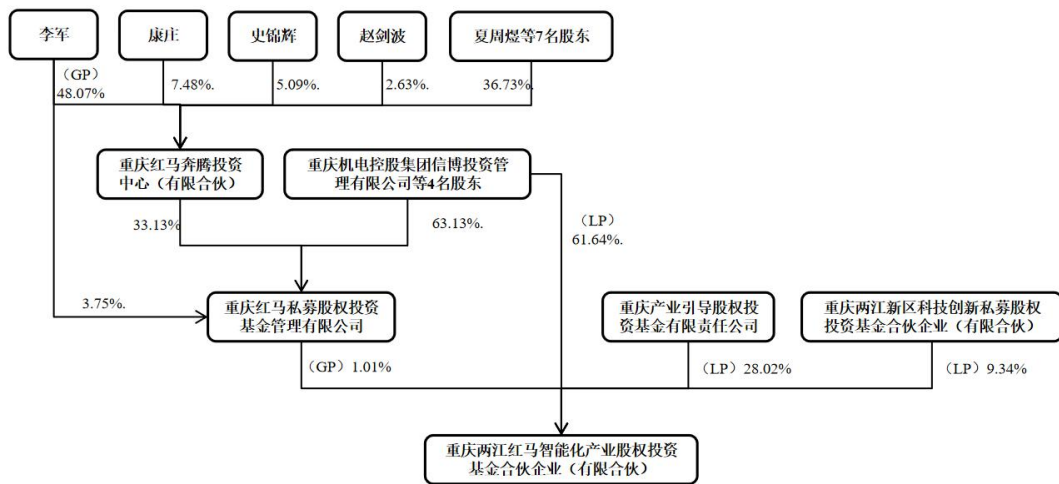 李军
康庄
史锦辉
赵剑波
夏周煜等7名股东
（GP）
48.07%
7.48%.
5.09%.
2.63%.
36.73%.
重庆红马奔腾投资
中心（有限合伙）
重庆机电控股集团信博投资管
理有限公司等4名股东
33.13%
63.13%.
（LP）
61.64%.
3.75%.
重庆红马私募股权投资
基金管理有限公司
重庆产业引导股权投
资基金有限责任公司
重庆两江新区科技创新私募股权
投资基金合伙企业（有限合伙）
（GP）1.01%
（LP）28.02%
（LP）9.34%
重庆两江红马智能化产业股权投资
基金合伙企业（有限合伙）